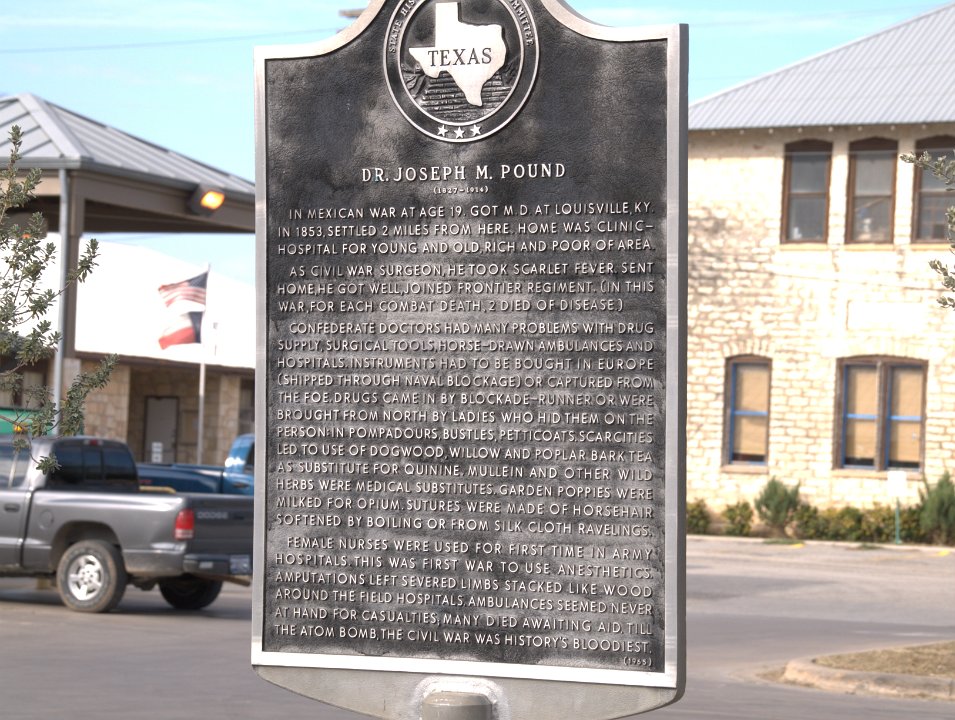 STATE HIS
OMMITTEE
TEXAS
DR. JOSEPH M. POUND
(1827-1914)
IN MEXICAN WAR AT AGE 19. GOT M.D. AT LOUISVILLE, KY.
IN 1853, SETTLED 2 MILES FROM HERE. HOME WAS CLINIC-
HOSPITAL FOR YOUNG AND OLD, RICH AND POOR OF AREA.
AS CIVIL WAR SURGEON, HE TOOK SCARLET FEVER. SENT
HOME, HE GOT WELL, JOINED FRONTIER REGIMENT. (IN THIS
WAR, FOR EACH COMBAT DEATH, 2 DIED OF DISEASE.)
CONFEDERATE DOCTORS HAD MANY PROBLEMS WITH DRUG
SUPPLY, SURGICAL TOOLS, HORSE-DRAWN AMBULANCES AND
HOSPITALS. INSTRUMENTS HAD TO BE BOUGHT IN EUROPE
(SHIPPED THROUGH NAVAL BLOCKAGE) OR CAPTURED FROM
THE FOE. DRUGS CAME IN BY BLOCKADE-RUNNER OR WERE
BROUGHT FROM NORTH BY LADIES WHO HID THEM ON THE
PERSON: IN POMPADOURS, BUSTLES, PETTICOATS. SCARCITIES
LED TO USE OF DOGWOOD, WILLOW AND POPLAR BARK TEA
AS SUBSTITUTE FOR QUININE. MULLEIN AND OTHER WILD
HERBS WERE MEDICAL SUBSTITUTES. GARDEN POPPIES WERE
MILKED FOR OPIUM. SUTURES WERE MADE OF HORSEHAIR
SOFTENED BY BOILING OR FROM SILK CLOTH RAVELINGS.
FEMALE NURSES WERE USED FOR FIRST TIME IN ARMY
HOSPITALS. THIS WAS FIRST WAR TO USE ANESTHETICS.
AMPUTATIONS LEFT SEVERED LIMBS STACKED LIKE WOOD
AROUND THE FIELD HOSPITALS. AMBULANCES SEEMED NEVER
AT HAND FOR CASUALTIES; MANY DIED AWAITING AID. TILL
THE ATOM BOMB, THE CIVIL WAR WAS HISTORY'S BLOODIEST.
(1965)
DODGE